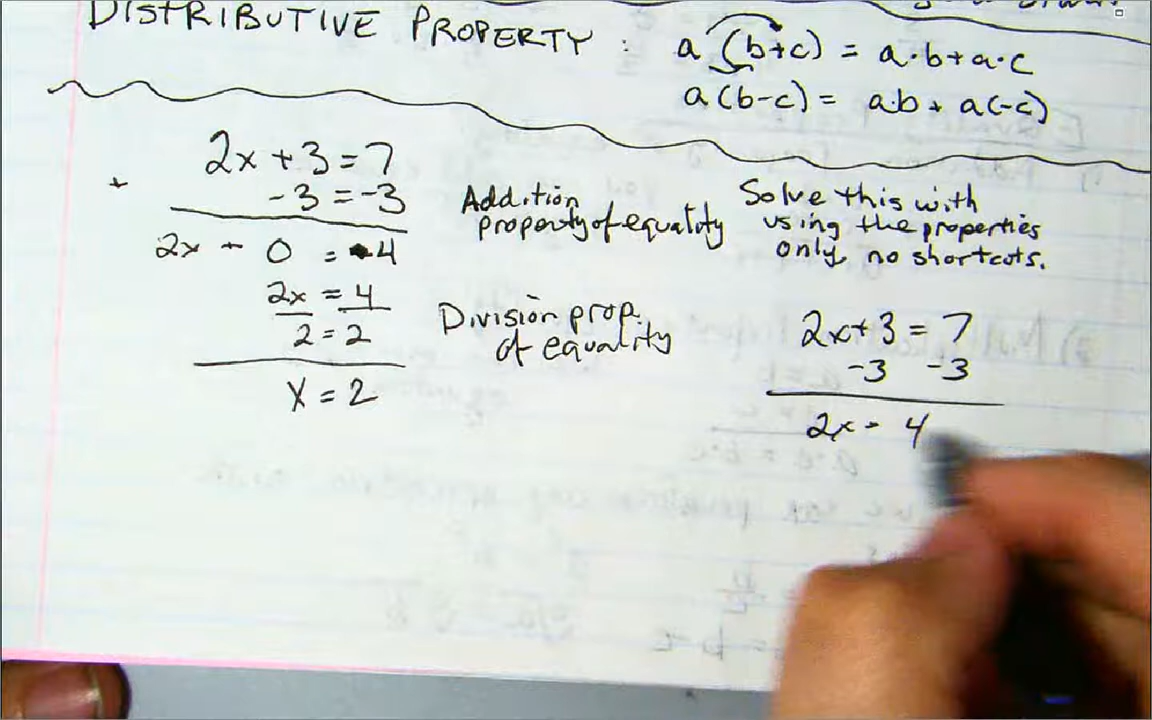 DISTRIBUTIVE PROPERTY : a (b+c) = a·b+a·c
a(b-c) = a·b + a(-c)
2x + 3 = 7
+ -3 = -3
Addition
property of equality
2x + 0 = 4
2x = 4
2 = 2
Division prop.
of equality
x = 2
Solve this with
using the properties
only, no shortcuts.
2x+3 = 7
-3 -3
2x = 4